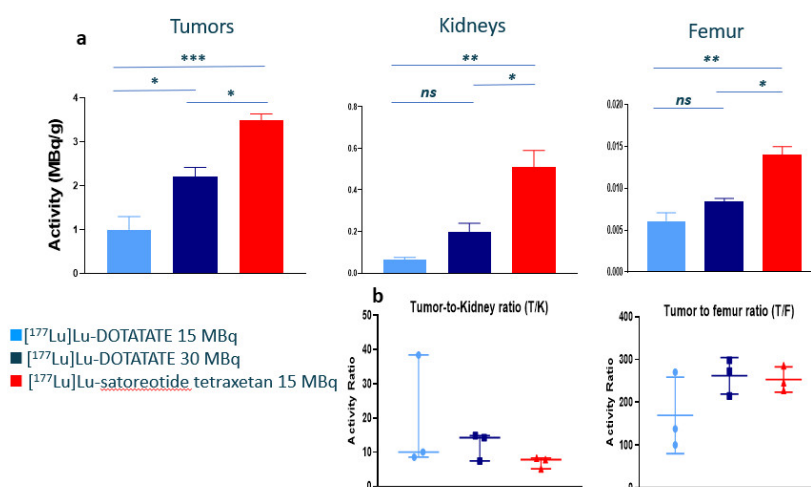 a
Tumors
Kidneys
Femur
***
*
*
**
ns
*
**
ns
*
Activity (MBq/g)
4
3
2
1
0
0.8
0.6
0.4
0.2
0.0
0.020
0.015
0.010
0.005
0.000
[¹⁷⁷Lu]Lu-DOTATATE 15 MBq
[¹⁷⁷Lu]Lu-DOTATATE 30 MBq
[¹⁷⁷Lu]Lu-satoreotide tetraxetan 15 MBq
b
Tumor-to-Kidney ratio (T/K)
Activity Ratio
50
40
30
20
10
0
Tumor to femur ratio (T/F)
Activity Ratio
400
300
200
100
0